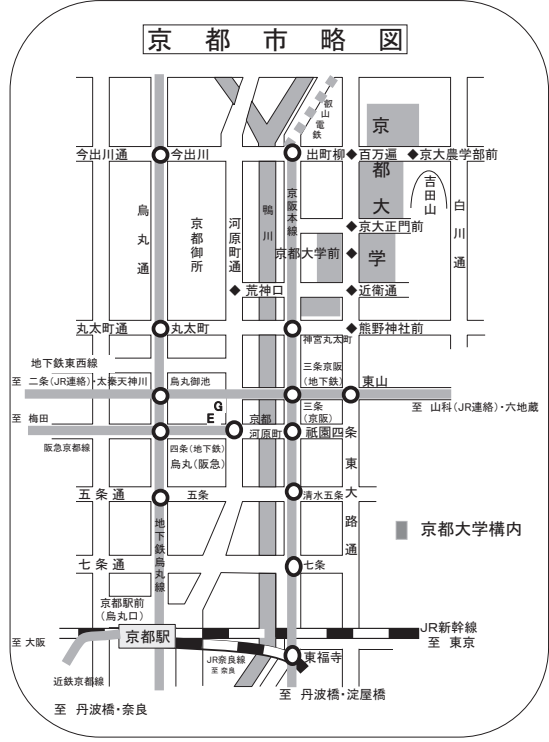 京都市略図
叡山電鉄
今出川通
今出川
出町柳
百万遍
京大農学部前
京都大学
吉田山
白川通
烏丸通
京都御所
河原町通
鴨川
京阪本線
京大正門前
京都大学前
荒神口
近衛通
丸太町通
丸太町
神宮丸太町
熊野神社前
地下鉄東西線
至 二条(JR連絡)・太秦天神川
烏丸御池
三条京阪
(地下鉄)
東山
至 山科(JR連絡)・六地蔵
三条
(京阪)
G
E
至 梅田
阪急京都線
京都
河原町
祇園四条
四条(地下鉄)
烏丸(阪急)
東大路通
五条通
五条
清水五条
地下鉄烏丸線
京都大学構内
七条通
七条
京都駅前
(烏丸口)
京都駅
JR新幹線
至 東京
至 大阪
JR奈良線
至 奈良
東福寺
近鉄京都線
至 丹波橋・淀屋橋
至 丹波橋・奈良